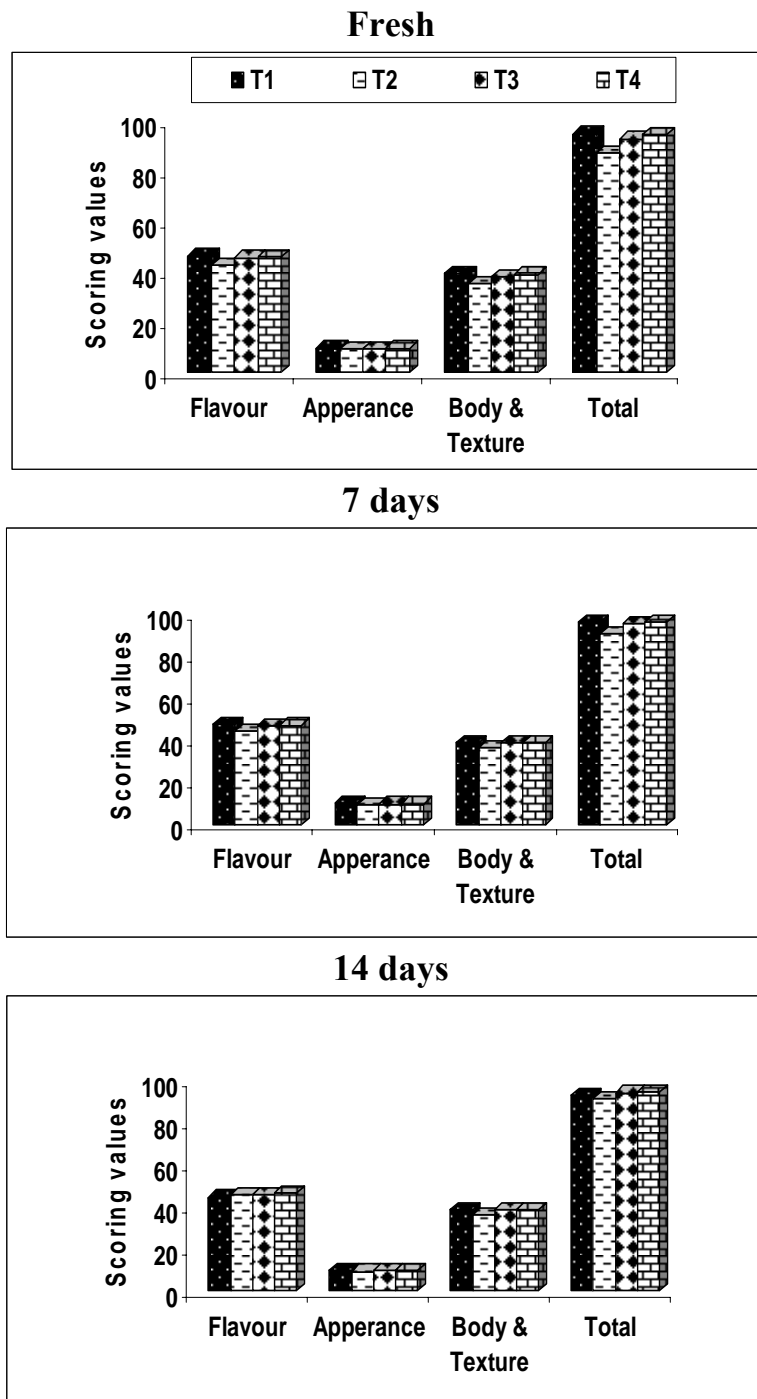 Fresh
T1 T2 T3 T4
Scoring values
100
80
60
40
20
0
Flavour Apperance Body & Texture Total
7 days
Scoring values
100
80
60
40
20
0
Flavour Apperance Body & Texture Total
14 days
Scoring values
100
80
60
40
20
0
Flavour Apperance Body & Texture Total